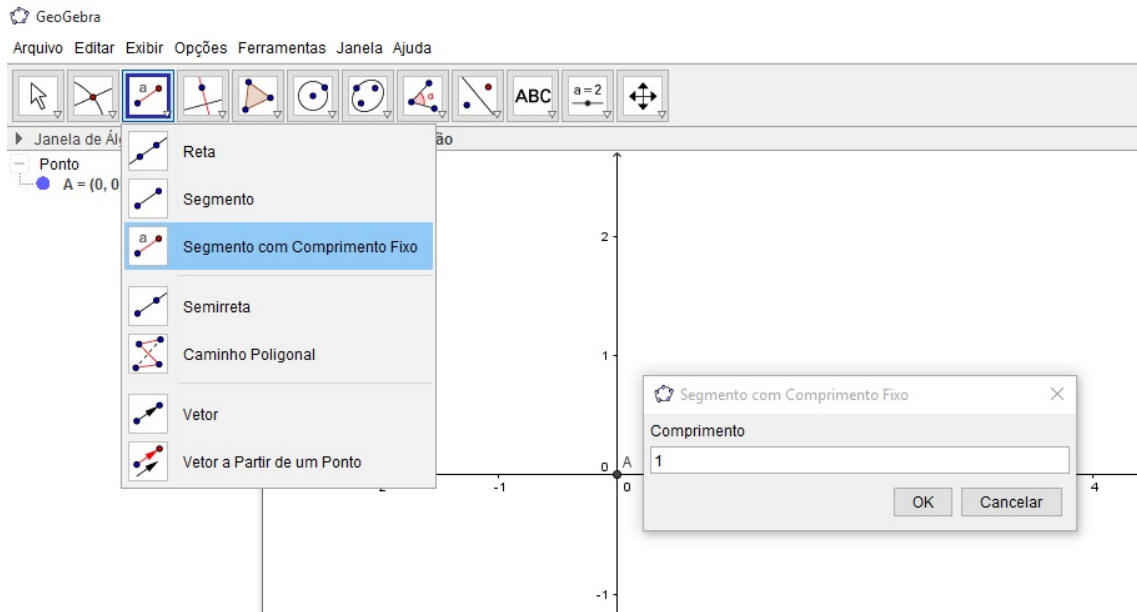 GeoGebra
Arquivo Editar Exibir Opções Ferramentas Janela Ajuda
a
α
ABC
a=2
Janela de Ál
ão
Ponto
A = (0, 0
Reta
Segmento
a
Segmento com Comprimento Fixo
Semirreta
Caminho Poligonal
Vetor
Vetor a Partir de um Ponto
2
1
0
A
-1
0
4
-1
Segmento com Comprimento Fixo
Comprimento
1
OK Cancelar